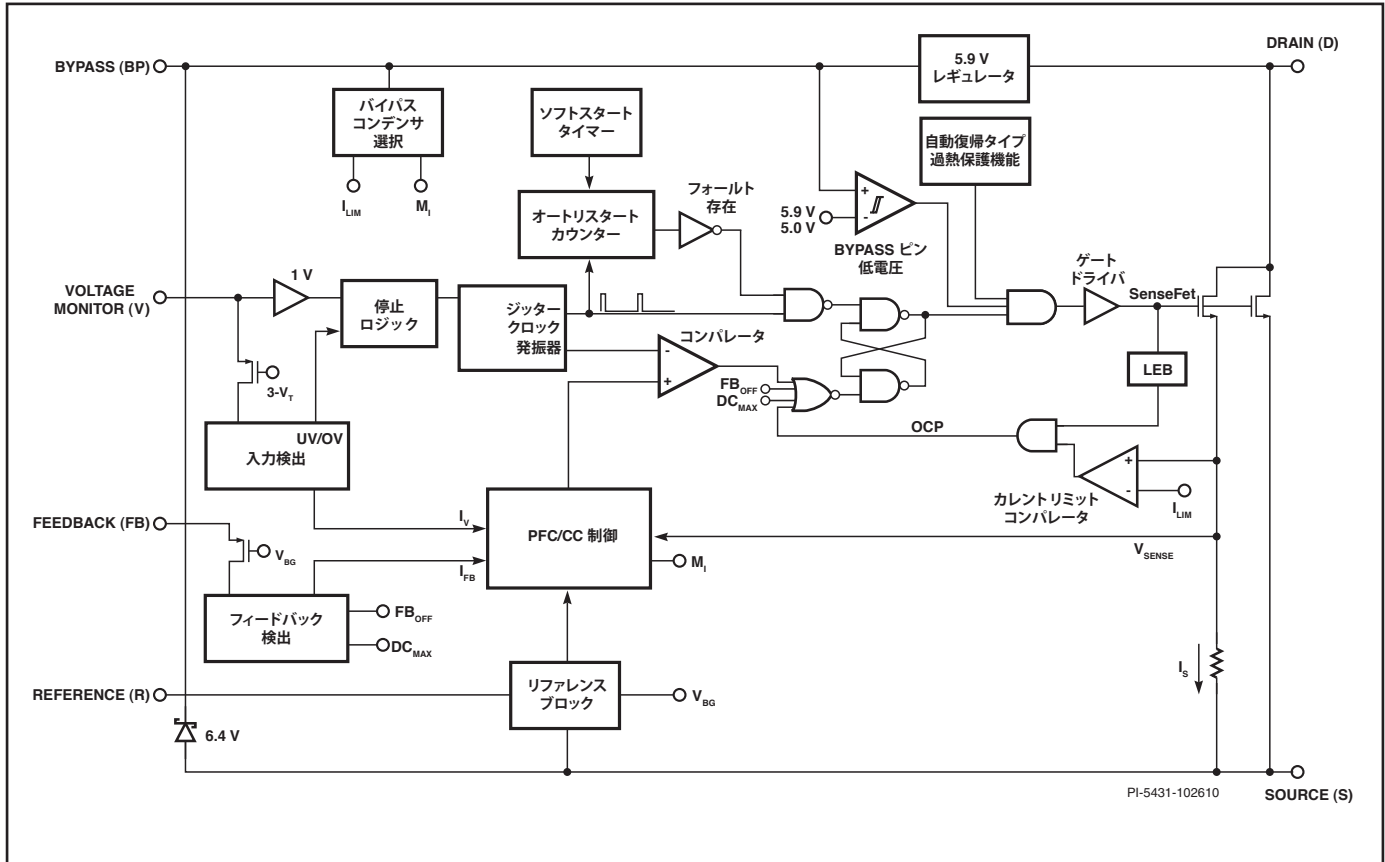 BYPASS (BP)
5.9 V
レギュレータ
DRAIN (D)
バイパス
コンデンサ
選択
ソフトスタート
タイマー
自動復帰タイプ
過熱保護機能
I_LIM
M_I
オートリスタート
カウンター
フォールト
存在
+
-
5.9 V
5.0 V
BYPASS ピン
低電圧
VOLTAGE
MONITOR (V)
1 V
停止
ロジック
ジッター
クロック
発振器
ゲート
ドライバ
SenseFet
3-V_T
コンパレータ
-
+
FB_OFF
DC_MAX
LEB
UV/OV
入力検出
OCP
+
-
カレントリミット
コンパレータ
I_LIM
FEEDBACK (FB)
V_BG
I_V
I_FB
PFC/CC 制御
M_I
V_SENSE
フィードバック
検出
FB_OFF
DC_MAX
REFERENCE (R)
リファレンス
ブロック
V_BG
I_S
6.4 V
PI-5431-102610
SOURCE (S)